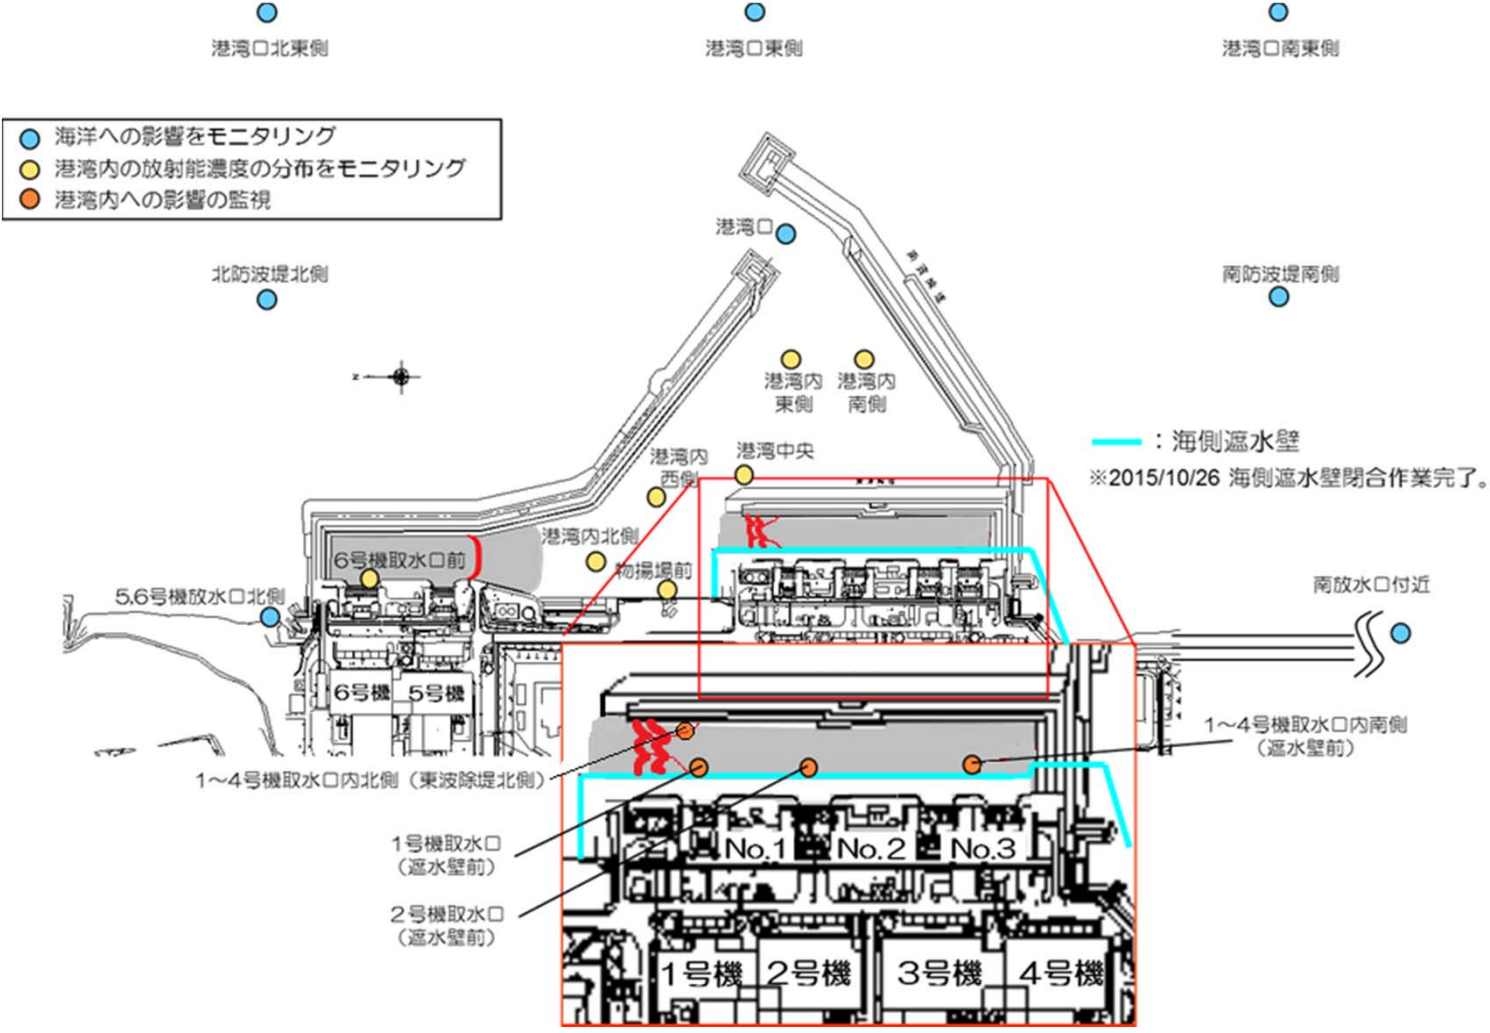 港湾口北東側
港湾口東側
港湾口南東側
海洋への影響をモニタリング
港湾内の放射能濃度の分布をモニタリング
港湾内への影響の監視
港湾口
北防波堤北側
南防波堤南側
N
港湾内
東側
港湾内
南側
：海側遮水壁
※2015/10/26 海側遮水壁閉合作業完了。
港湾内
西側
港湾中央
6号機取水口前
港湾内北側
物揚場前
5,6号機放水口北側
南放水口付近
6号機
5号機
1～4号機取水口内南側
（遮水壁前）
1～4号機取水口内北側（東波除堤北側）
1号機取水口
（遮水壁前）
2号機取水口
（遮水壁前）
No.1
No.2
No.3
1号機
2号機
3号機
4号機